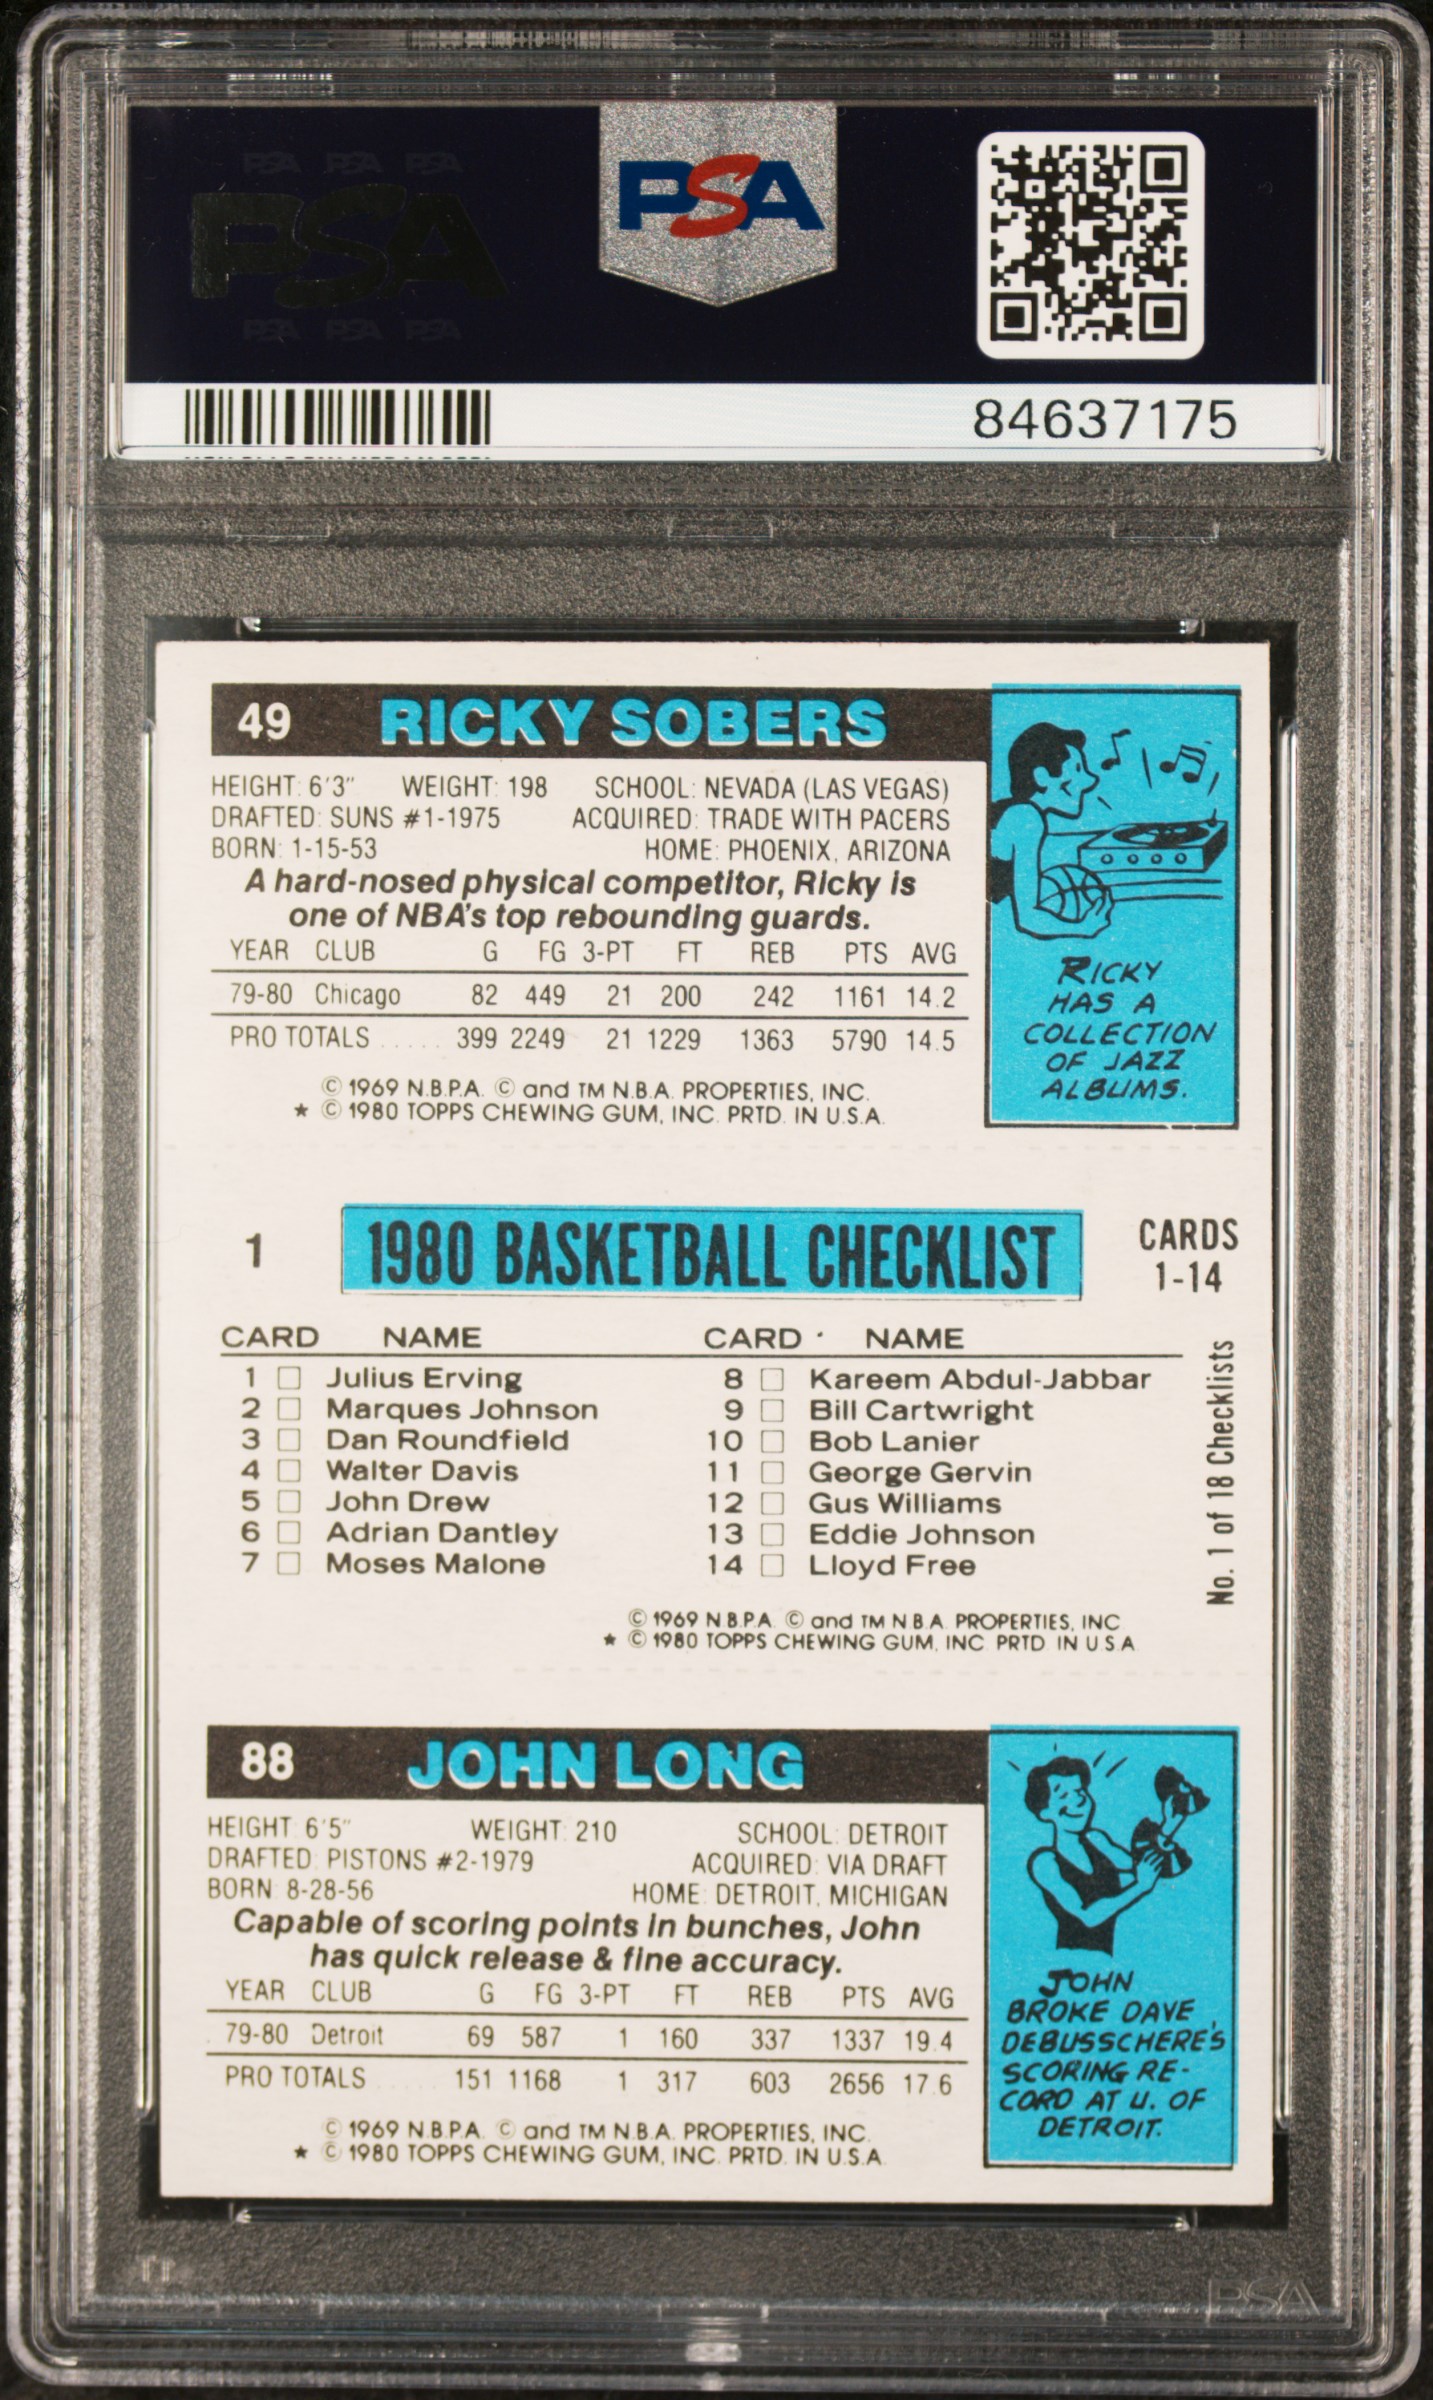 PSA PSA PSA
PSA
PSA PSA PSA
PSA
84637175
49 RICKY SOBERS
HEIGHT: 6'3" WEIGHT: 198 SCHOOL: NEVADA (LAS VEGAS)
DRAFTED: SUNS #1-1975 ACQUIRED: TRADE WITH PACERS
BORN: 1-15-53 HOME: PHOENIX, ARIZONA
A hard-nosed physical competitor, Ricky is
one of NBA's top rebounding guards.
YEAR CLUB G FG 3-PT FT REB PTS AVG
79-80 Chicago 82 449 21 200 242 1161 14.2
PRO TOTALS ..... 399 2249 21 1229 1363 5790 14.5
© 1969 N.B.P.A. © and TM N.B.A. PROPERTIES, INC.
★ © 1980 TOPPS CHEWING GUM, INC. PRTD. IN U.S.A.
RICKY
HAS A
COLLECTION
OF JAZZ
ALBUMS.
1 1980 BASKETBALL CHECKLIST CARDS
1-14
CARD NAME CARD NAME
1 □ Julius Erving 8 □ Kareem Abdul-Jabbar
2 □ Marques Johnson 9 □ Bill Cartwright
3 □ Dan Roundfield 10 □ Bob Lanier
4 □ Walter Davis 11 □ George Gervin
5 □ John Drew 12 □ Gus Williams
6 □ Adrian Dantley 13 □ Eddie Johnson
7 □ Moses Malone 14 □ Lloyd Free
No. 1 of 18 Checklists
© 1969 N.B.P.A. © and TM N.B.A. PROPERTIES, INC
★ © 1980 TOPPS CHEWING GUM, INC PRTD IN U S A
88 JOHN LONG
HEIGHT: 6'5" WEIGHT: 210 SCHOOL: DETROIT
DRAFTED: PISTONS #2-1979 ACQUIRED: VIA DRAFT
BORN: 8-28-56 HOME: DETROIT, MICHIGAN
Capable of scoring points in bunches, John
has quick release & fine accuracy.
YEAR CLUB G FG 3-PT FT REB PTS AVG
79-80 Detroit 69 587 1 160 337 1337 19.4
PRO TOTALS ..... 151 1168 1 317 603 2656 17.6
© 1969 N.B.P.A. © and TM N.B.A. PROPERTIES, INC.
★ © 1980 TOPPS CHEWING GUM, INC. PRTD. IN U.S.A.
JOHN
BROKE DAVE
DEBUSSCHERE'S
SCORING RE-
CORD AT U. OF
DETROIT.
PSA